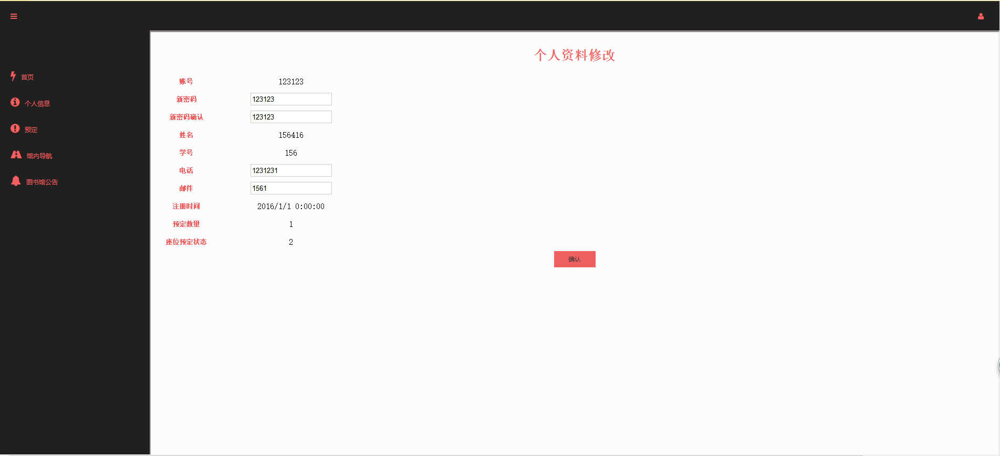 首页
个人信息
预定
馆内导航
图书馆公告
个人资料修改
账号 123123
新密码 123123
新密码确认 123123
姓名 156416
学号 156
电话 1231231
邮件 1561
注册时间 2016/1/1 0:00:00
预定数量 1
座位预定状态 2
确认